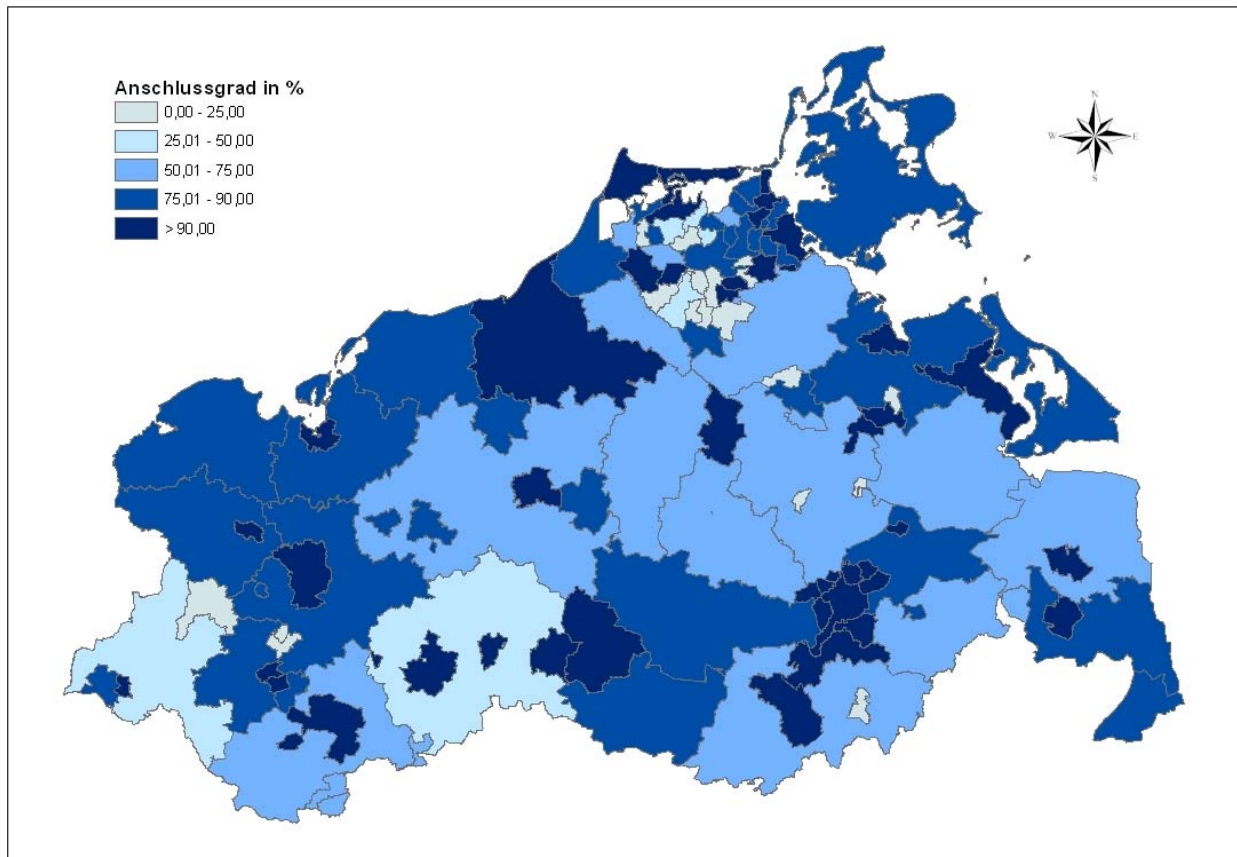 Anschlussgrad in %
0,00 - 25,00
25,01 - 50,00
50,01 - 75,00
75,01 - 90,00
> 90,00
N
W E
S